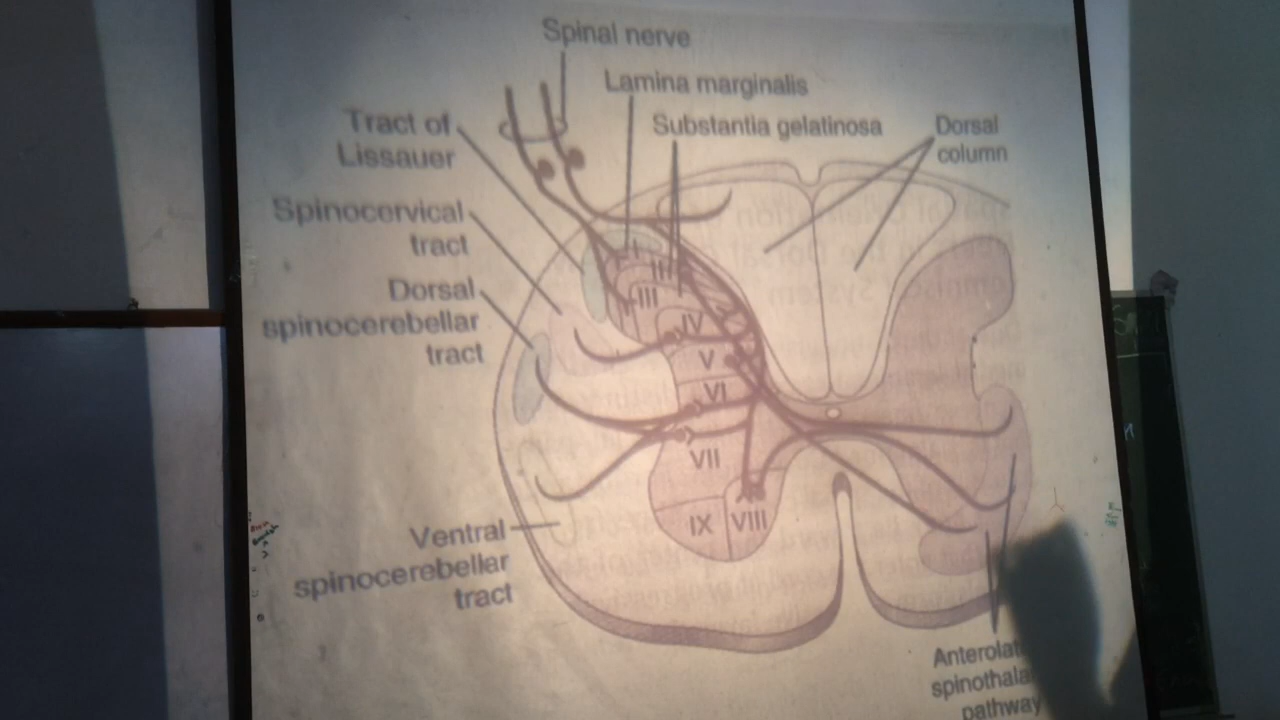 Spinal nerve
Lamina marginalis
Substantia gelatinosa
Dorsal
column
Tract of
Lissauer
Spinocervical
tract
Dorsal
spinocerebellar
tract
I
II
III
IV
V
VI
VII
IX
VIII
Ventral
spinocerebellar
tract
Anterolat
spinothala
pathway